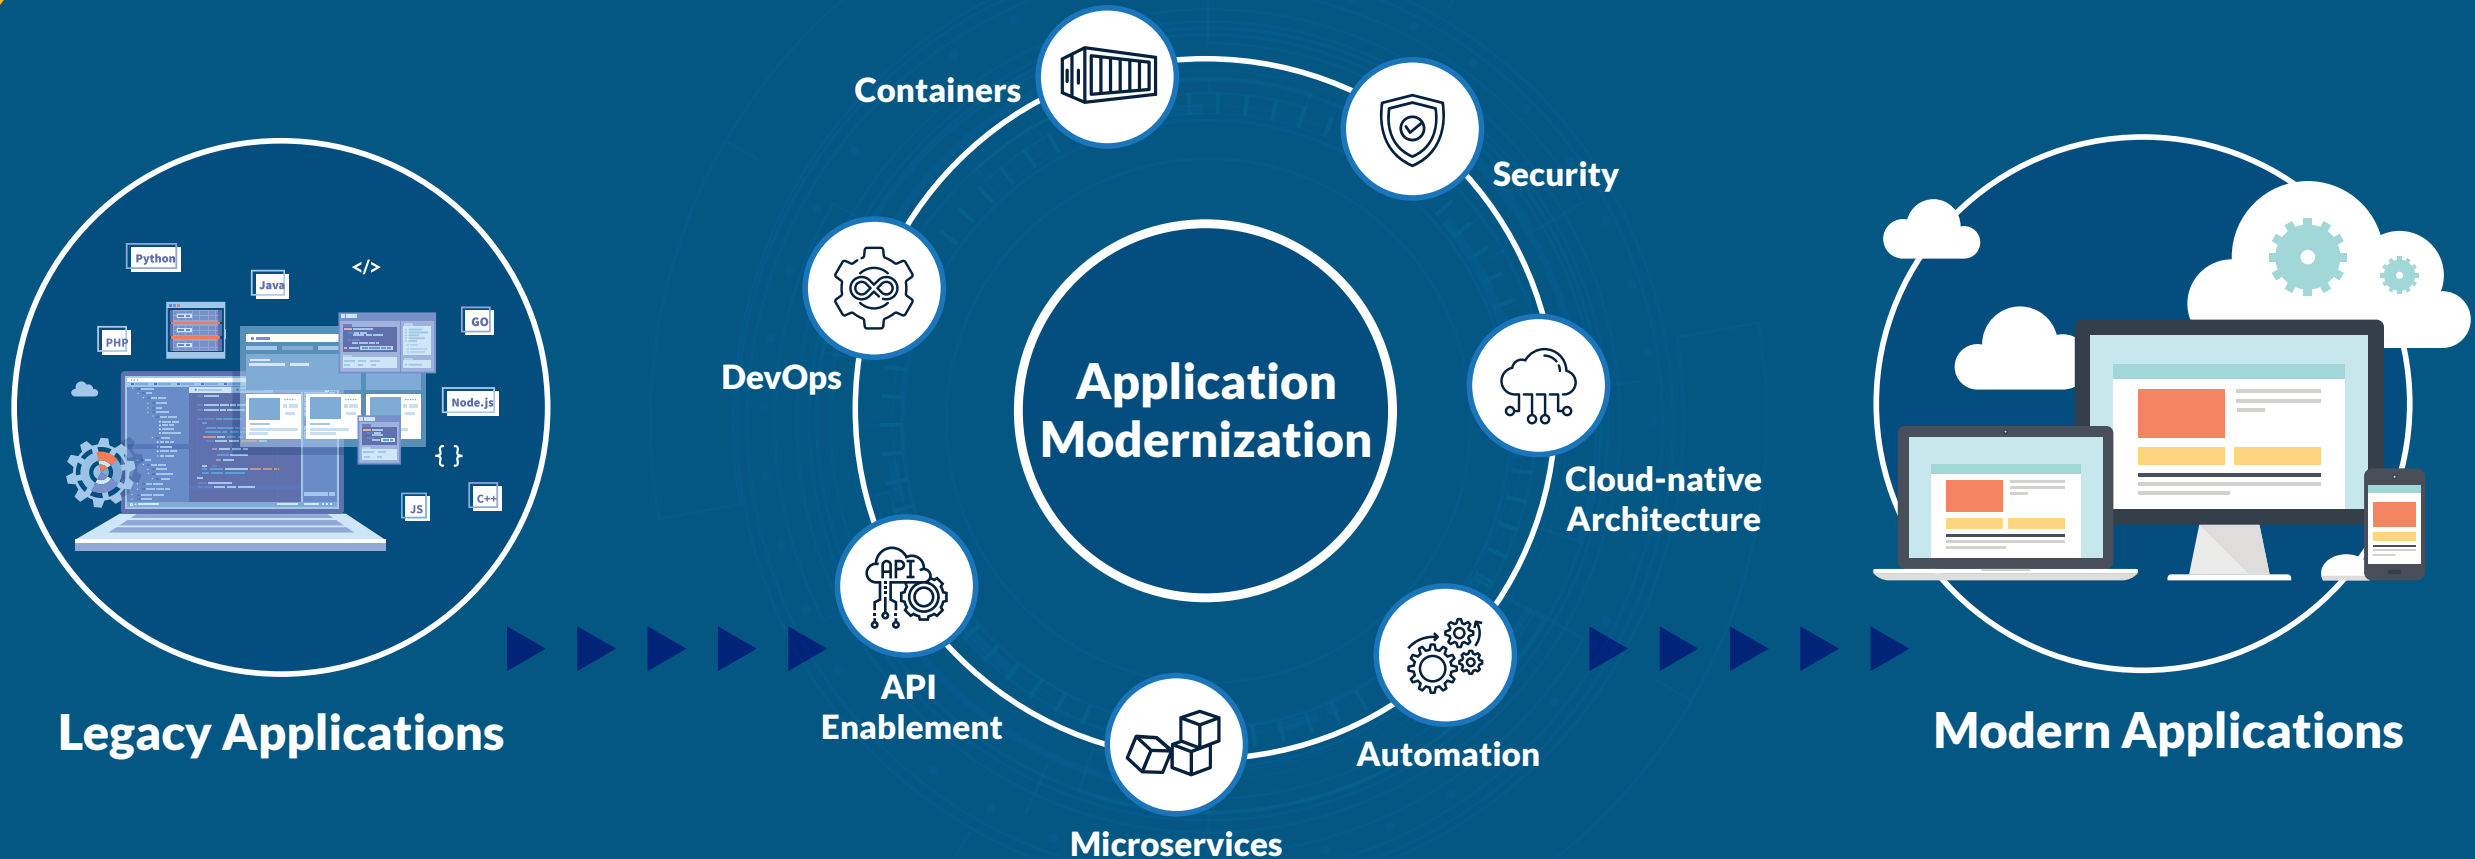 Python
Java
</>
GO
PHP
Node.js
{ }
C++
JS
Legacy Applications
Containers
Security
DevOps
Application
Modernization
Cloud-native
Architecture
API
API
Enablement
Automation
Microservices
Modern Applications